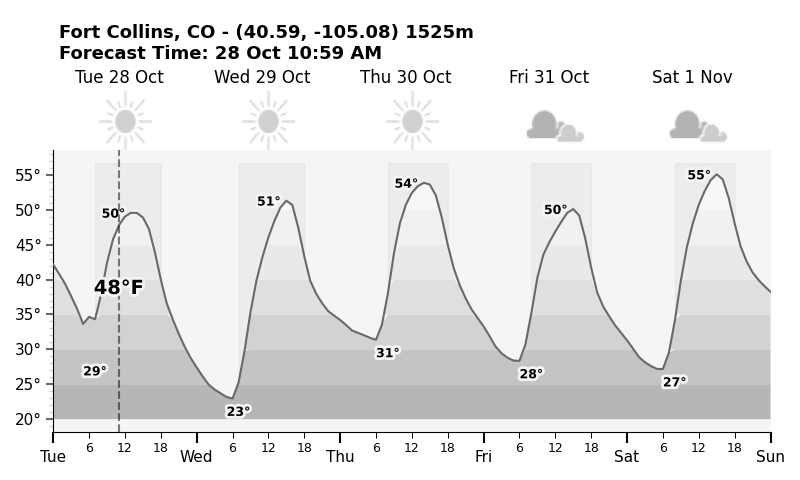 Fort Collins, CO - (40.59, -105.08) 1525m
Forecast Time: 28 Oct 10:59 AM
Tue 28 Oct Wed 29 Oct Thu 30 Oct Fri 31 Oct Sat 1 Nov
55°
50°
45°
40°
35°
30°
25°
20°
50° 51° 54° 50° 55°
48°F
29° 23° 31° 28° 27°
6 12 18 6 12 18 6 12 18 6 12 18 6 12 18
Tue Wed Thu Fri Sat Sun